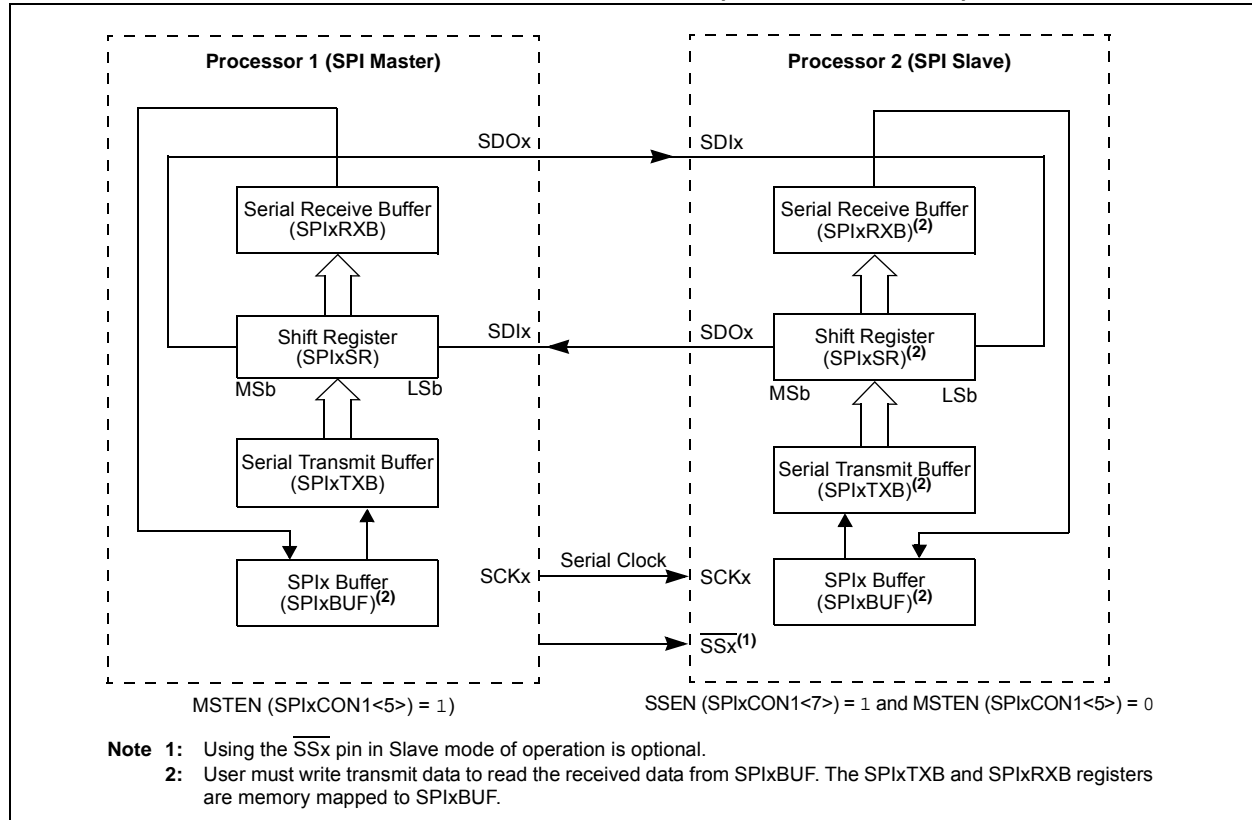 Processor 1 (SPI Master)
Processor 2 (SPI Slave)
SDOx
SDIx
Serial Receive Buffer
(SPIxRXB)
Serial Receive Buffer
(SPIxRXB)(2)
Shift Register
(SPIxSR)
SDIx
SDOx
Shift Register
(SPIxSR)(2)
MSb
LSb
MSb
LSb
Serial Transmit Buffer
(SPIxTXB)
Serial Transmit Buffer
(SPIxTXB)(2)
SPIx Buffer
(SPIxBUF)(2)
SCKx
Serial Clock
SCKx
SPIx Buffer
(SPIxBUF)(2)
SSx(1)
MSTEN (SPIxCON1<5>) = 1)
SSEN (SPIxCON1<7>) = 1 and MSTEN (SPIxCON1<5>) = 0
Note 1: Using the SSx pin in Slave mode of operation is optional.
2: User must write transmit data to read the received data from SPIxBUF. The SPIxTXB and SPIxRXB registers
are memory mapped to SPIxBUF.